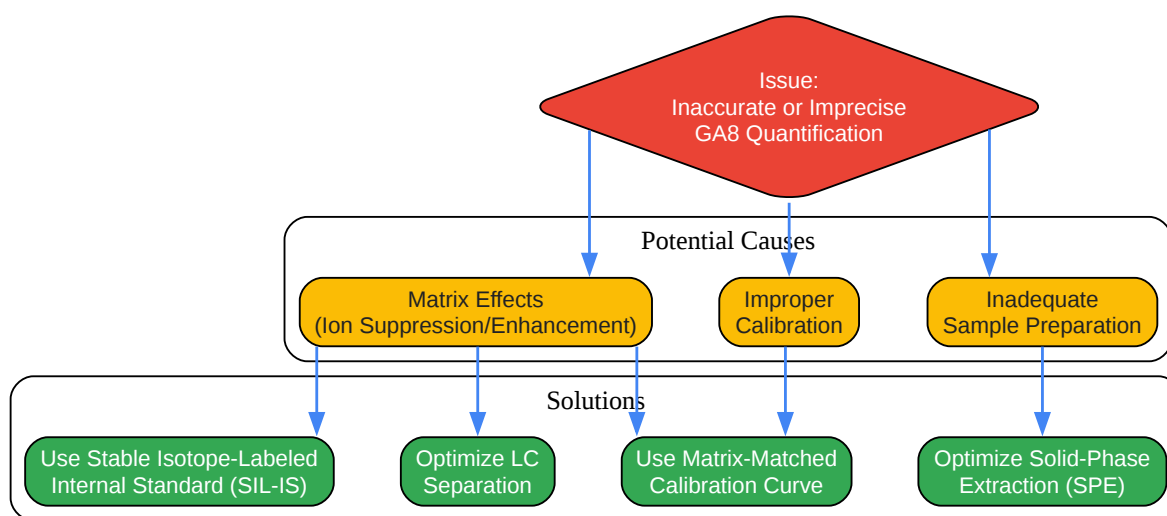 Issue:
Inaccurate or Imprecise
GA8 Quantification
Potential Causes
Matrix Effects
(Ion Suppression/Enhancement)
Improper
Calibration
Inadequate
Sample Preparation
Solutions
Use Stable Isotope-Labeled
Internal Standard (SIL-IS)
Optimize LC
Separation
Use Matrix-Matched
Calibration Curve
Optimize Solid-Phase
Extraction (SPE)